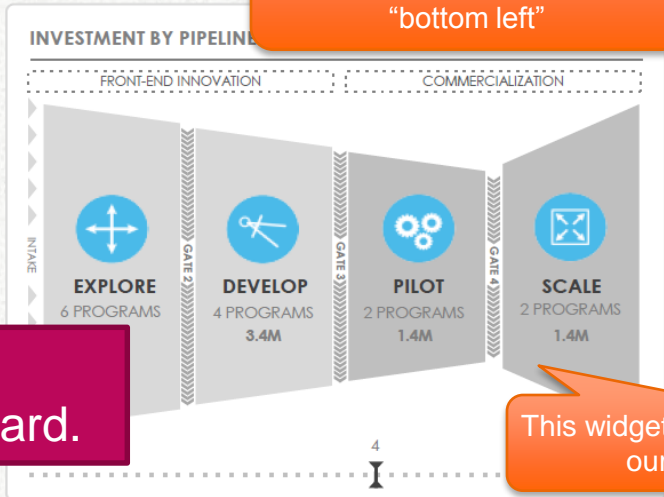 “bottom left”
INVESTMENT BY PIPELINE
FRONT-END INNOVATION
COMMERCIALIZATION
INTAKE
GATE 2
GATE 3
GATE 4
EXPLORE
6 PROGRAMS
DEVELOP
4 PROGRAMS
3.4M
PILOT
2 PROGRAMS
1.4M
SCALE
2 PROGRAMS
1.4M
ard.
This widget
our
4